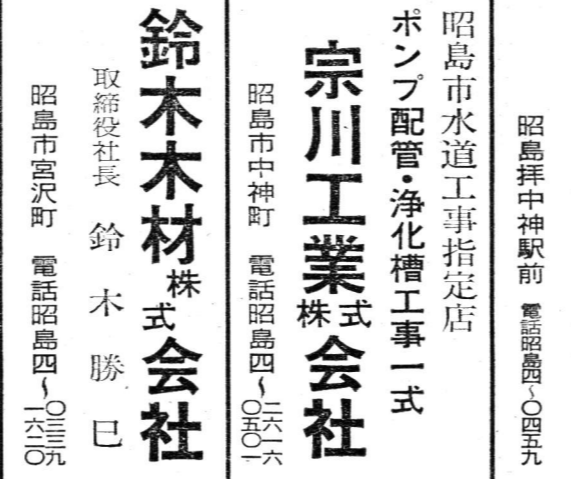 昭島拝中神駅前 電話昭島四〜〇四五九
昭島市水道工事指定店
ポンプ配管・浄化槽工事一式
宗川工業株式会社
昭島市中神町 電話昭島四〜二六一六
〇五〇一
鈴木木材株式会社
取締役社長 鈴木勝巳
昭島市宮沢町 電話昭島四〜〇三三九
一六二〇